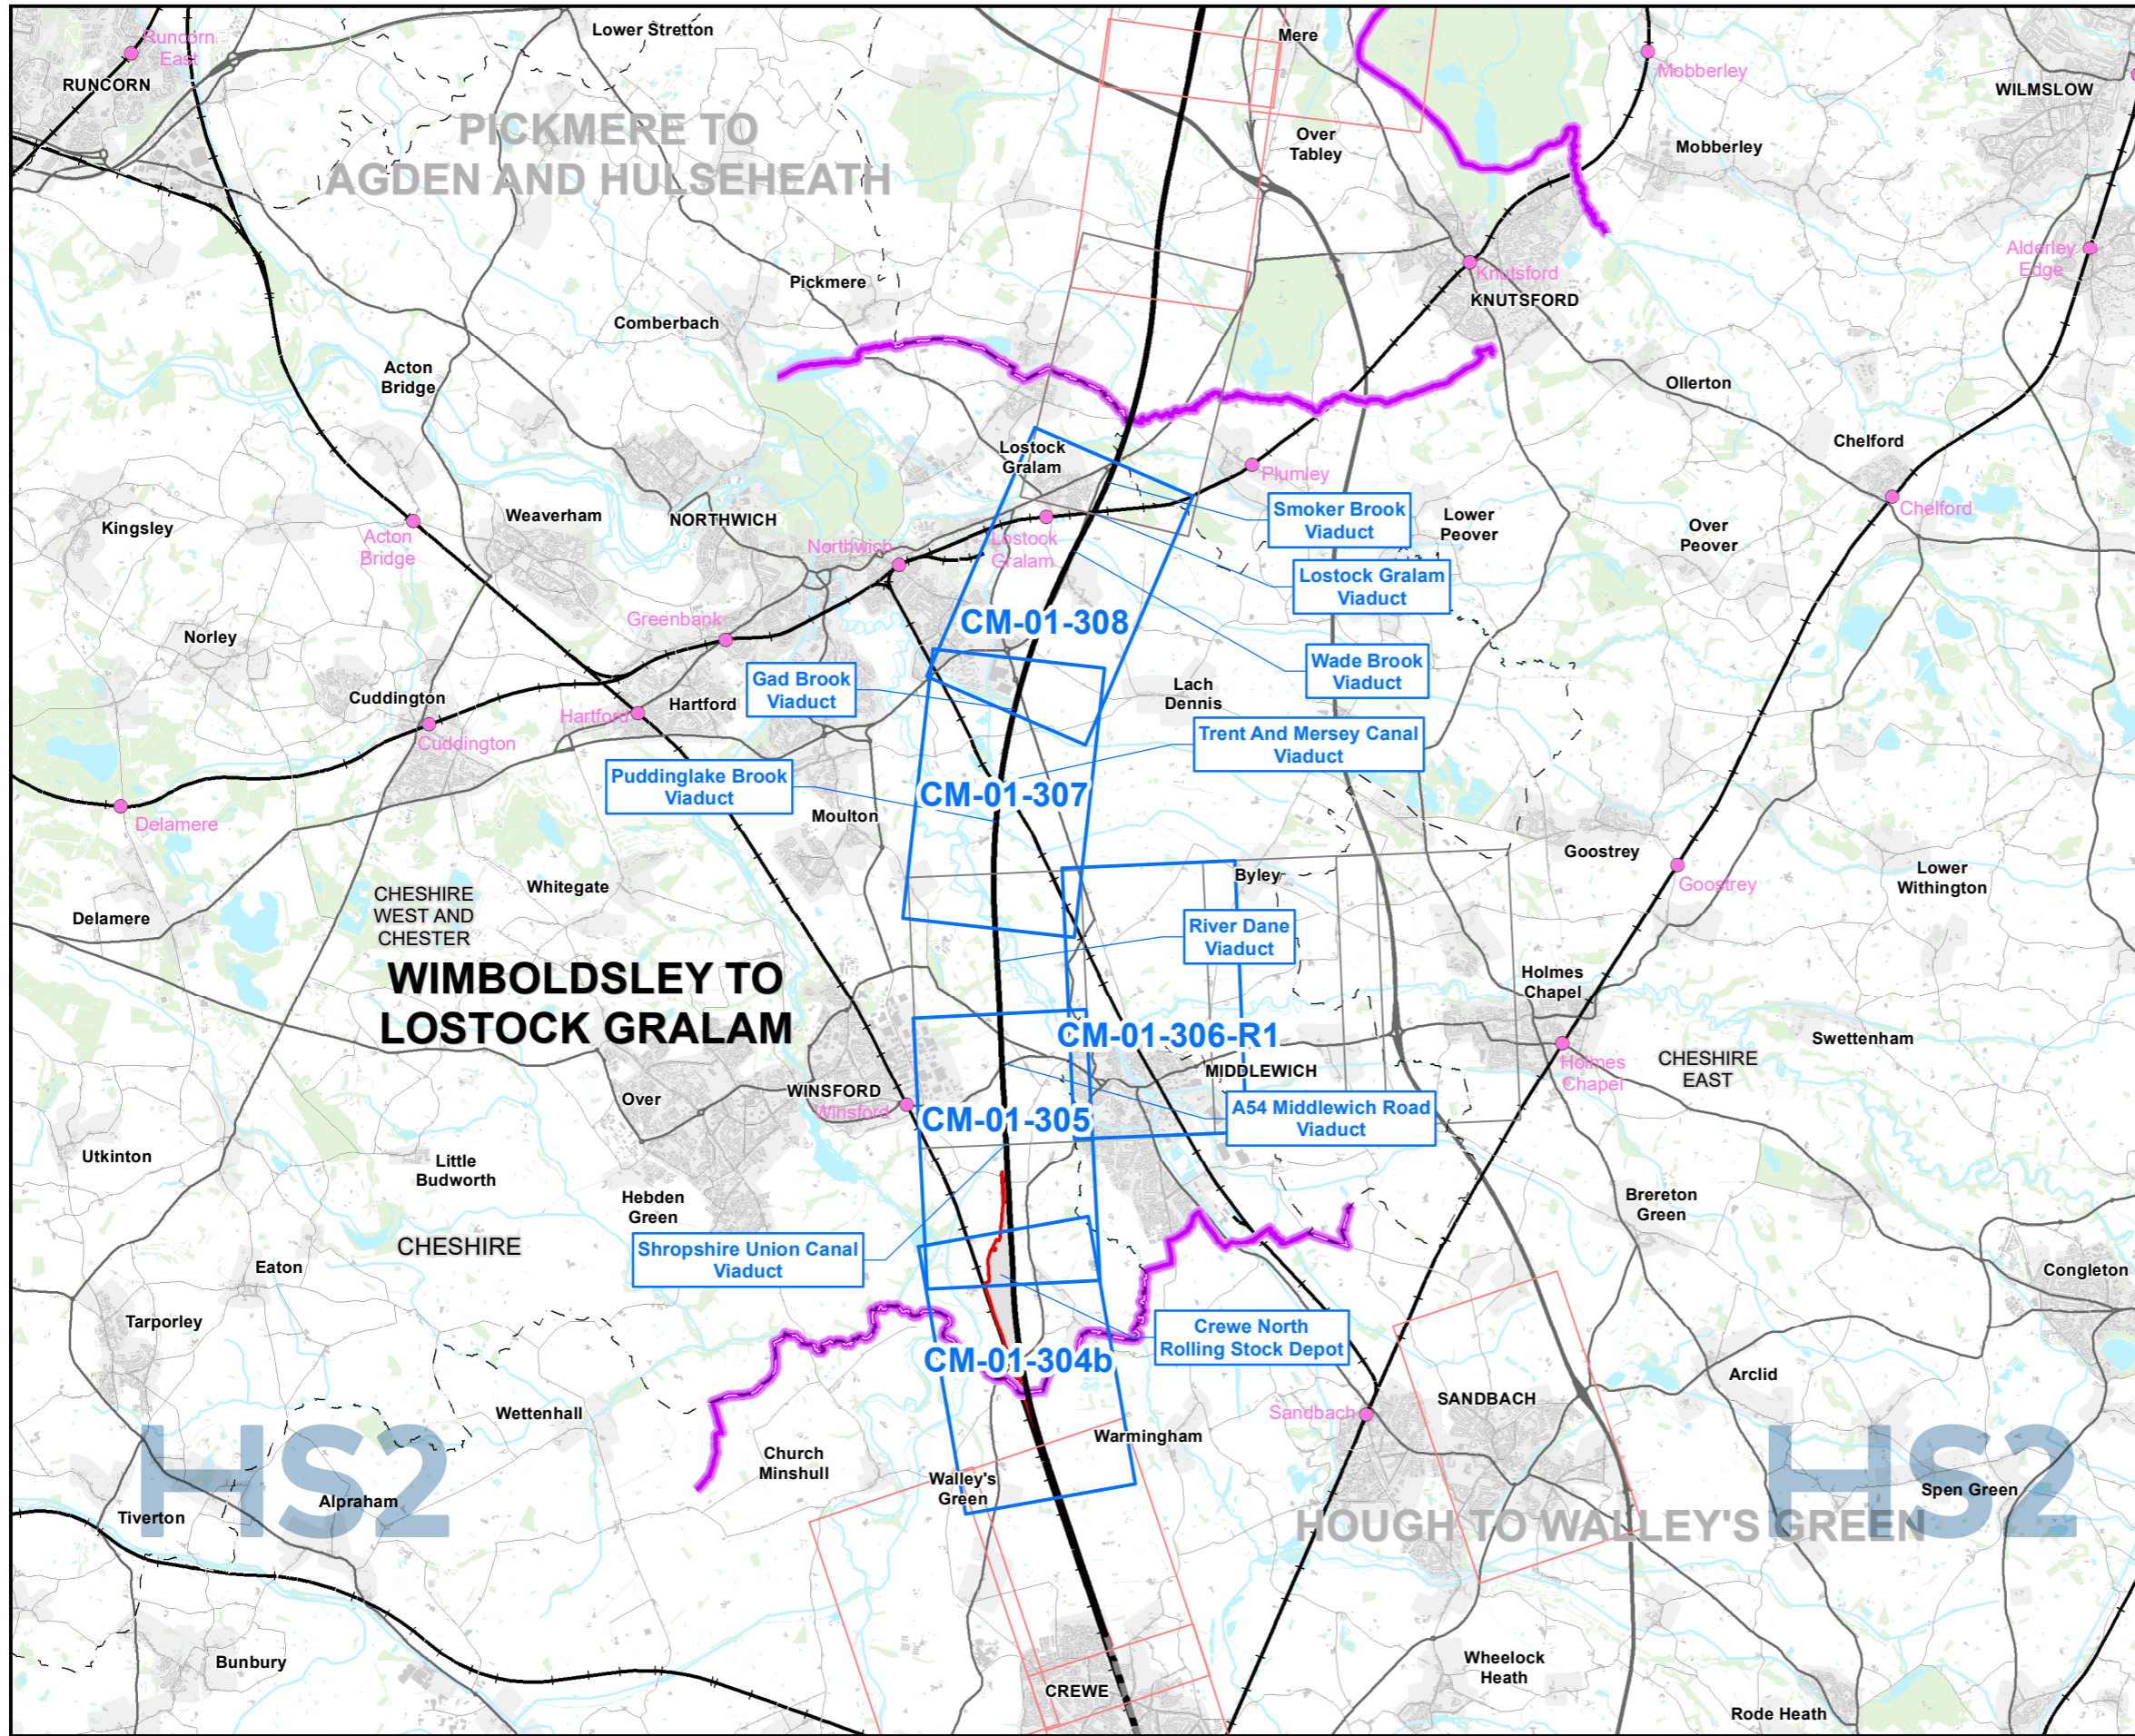 Lower Stretton
Mere
Runcorn
East
RUNCORN
Mobberley
WILMSLOW
PICKMERE TO
AGDEN AND HULSEHEATH
Over
Tabley
Mobberley
Alderley
Edge
Pickmere
Knutsford
KNUTSFORD
Comberbach
Acton
Bridge
Ollerton
Chelford
Lostock
Gralam
Plumley
Kingsley
Weaverham
NORTHWICH
Smoker Brook
Viaduct
Lower
Peover
Chelford
Over
Peover
Acton
Bridge
Northwich
Lostock
Gralam
Lostock Gralam
Viaduct
Norley
Greenbank
CM-01-308
Wade Brook
Viaduct
Gad Brook
Viaduct
Lach
Dennis
Cuddington
Hartford
Hartford
Cuddington
Trent And Mersey Canal
Viaduct
Puddinglake Brook
Viaduct
CM-01-307
Delamere
Moulton
Goostrey
Goostrey
Lower
Withington
Byley
Whitegate
CHESHIRE
WEST AND
CHESTER
Delamere
River Dane
Viaduct
WIMBOLDSLEY TO
LOSTOCK GRALAM
Holmes
Chapel
CM-01-306-R1
Swettenham
Holmes
Chapel
CHESHIRE
EAST
MIDDLEWICH
WINSFORD
Over
Winsford
CM-01-305
A54 Middlewich Road
Viaduct
Utkinton
Little
Budworth
Hebden
Green
Brereton
Green
CHESHIRE
Shropshire Union Canal
Viaduct
Eaton
Congleton
Tarporley
Crewe North
Rolling Stock Depot
CM-01-304b
Arclid
SANDBACH
Sandbach
Wettenhall
Warmingham
Church
Minshull
Walley's
Green
HS2
HS2
Alpraham
Tiverton
Spen Green
HOUGH TO WALLEY'S GREEN
Bunbury
Wheelock
Heath
CREWE
Rode Heath